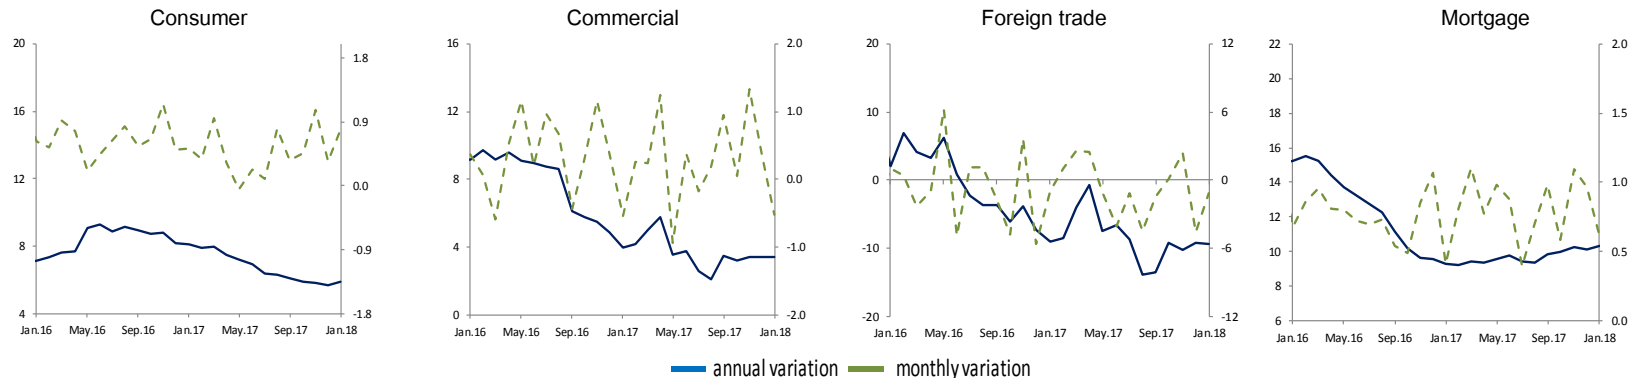 Consumer Commercial Foreign trade Mortgage
20 16 2.0 20 12 22 2.0
1.8
20
16 12 1.0 10 6 18 1.5
0.9
16
12 8 0.0 0 0 14 1.0
0.0
12
8 4 -1.0 -10 -6 10 0.5
-0.9
8
4 -1.8 0 -2.0 -20 -12 6 0.0
Jan.16 May.16 Sep.16 Jan.17 May.17 Sep.17 Jan.18 Jan.16 May.16 Sep.16 Jan.17 May.17 Sep.17 Jan.18 Jan.16 May.16 Sep.16 Jan.17 May.17 Sep.17 Jan.18 Jan.16 May.16 Sep.16 Jan.17 May.17 Sep.17 Jan.18
annual variation monthly variation